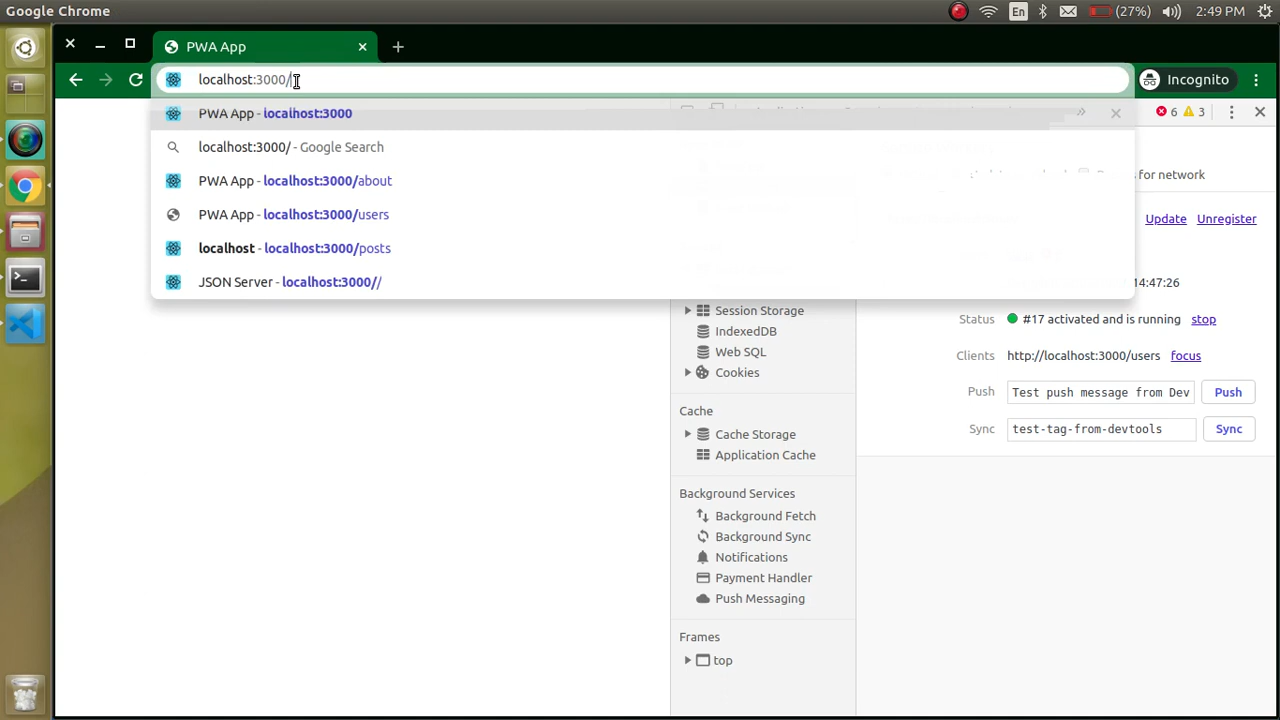 Google Chrome
En
(27%)
2:49 PM
PWA App
localhost:3000/
Incognito
PWA App - localhost:3000
6
3
localhost:3000/ - Google Search
PWA App - localhost:3000/about
for network
PWA App - localhost:3000/users
Update
Unregister
localhost - localhost:3000/posts
JSON Server - localhost:3000//
14:47:26
Session Storage
Status
#17 activated and is running
stop
IndexedDB
Web SQL
Clients
http://localhost:3000/users
focus
Cookies
Push
Test push message from Dev
Push
Cache
Sync
test-tag-from-devtools
Sync
Cache Storage
Application Cache
Background Services
Background Fetch
Background Sync
Notifications
Payment Handler
Push Messaging
Frames
top